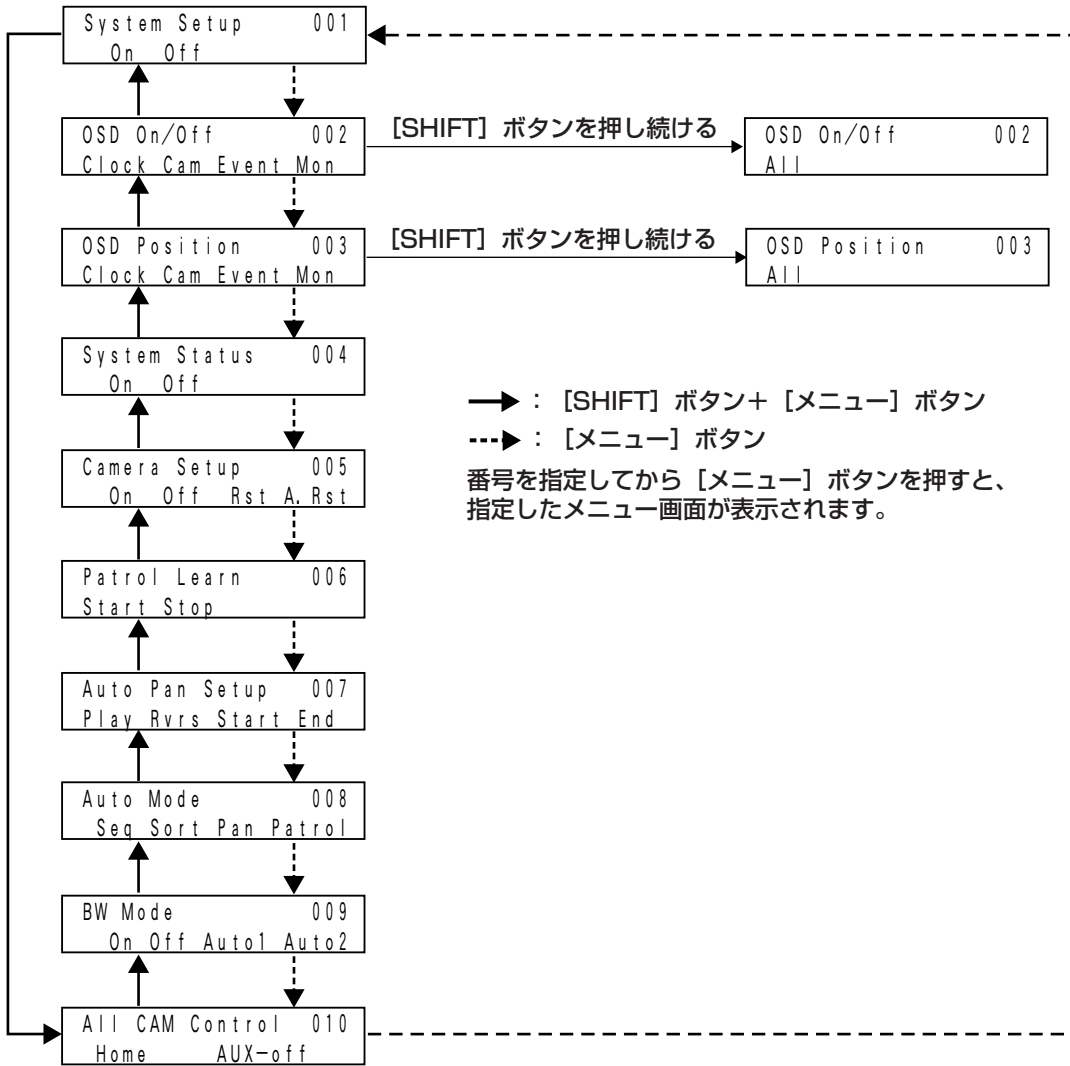 System Setup 001
On Off
OSD On/Off 002
Clock Cam Event Mon
[SHIFT] ボタンを押し続ける
OSD On/Off 002
All
OSD Position 003
Clock Cam Event Mon
[SHIFT] ボタンを押し続ける
OSD Position 003
All
System Status 004
On Off
: [SHIFT] ボタン+ [メニュー] ボタン
: [メニュー] ボタン
番号を指定してから [メニュー] ボタンを押すと、
指定したメニュー画面が表示されます。
Camera Setup 005
On Off Rst A.Rst
Patrol Learn 006
Start Stop
Auto Pan Setup 007
Play Rvrs Start End
Auto Mode 008
Seq Sort Pan Patrol
BW Mode 009
On Off Auto1 Auto2
All CAM Control 010
Home AUX-off